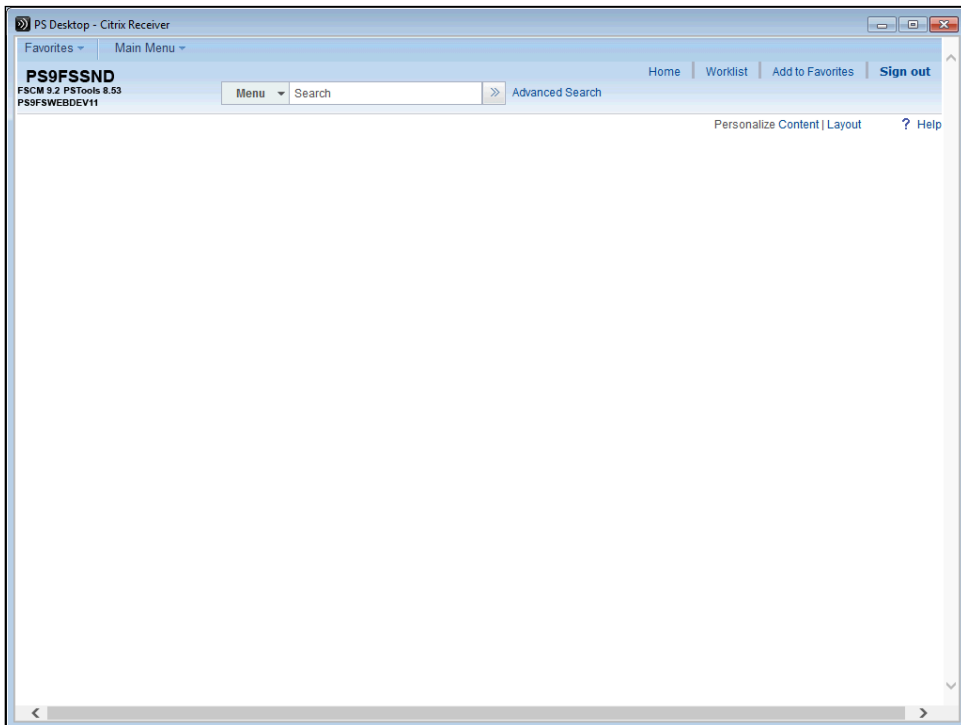 PS Desktop - Citrix Receiver
Favorites Main Menu
PS9FSSND
FSCM 9.2 PSTools 8.53
PS9FSWEBDEV11
Home Worklist Add to Favorites Sign out
Menu Search Advanced Search
Personalize Content | Layout ? Help